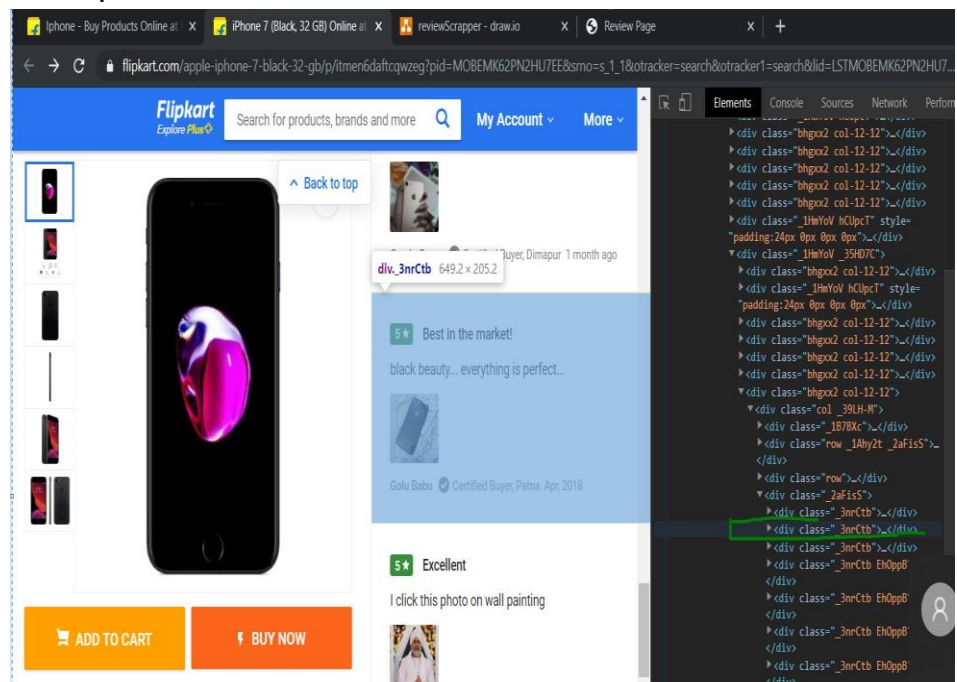 Iphone - Buy Products Online at
iPhone 7 (Black, 32 GB) Online at
reviewScrapper - draw.io
Review Page
flipkart.com/apple-iphone-7-black-32-gb/p/itmen6daftcqwzeg?pid=MOBEMK62PN2HU7EE&srno=s_1_1&otracker=search&otracker1=search&lid=LSTMOBEMK62PN2HU7...
Flipkart
Explore Plus
Search for products, brands and more
My Account
More
Back to top
Certified Buyer, Dimapur 1 month ago
div._3nrCtb 649.2 × 205.2
5★ Best in the market!
black beauty... everything is perfect...
Golu Babu Certified Buyer, Patna Apr, 2018
5★ Excellent
I click this photo on wall painting
ADD TO CART
BUY NOW
Elements Console Sources Network Perform
<div class="bhgxx2 col-12-12">…</div>
<div class="bhgxx2 col-12-12">…</div>
<div class="bhgxx2 col-12-12">…</div>
<div class="bhgxx2 col-12-12">…</div>
<div class="bhgxx2 col-12-12">…</div>
<div class="_1HmYoV hCUpcT" style=
"padding:24px 0px 0px 0px">…</div>
<div class="_1HmYoV _35HD7C">
<div class="bhgxx2 col-12-12">…</div>
<div class="_1HmYoV hCUpcT" style=
"padding:24px 0px 0px 0px">…</div>
<div class="bhgxx2 col-12-12">…</div>
<div class="bhgxx2 col-12-12">…</div>
<div class="bhgxx2 col-12-12">…</div>
<div class="bhgxx2 col-12-12">…</div>
<div class="bhgxx2 col-12-12">
<div class="col _39LH-M">
<div class="_1B7BXc">…</div>
<div class="row _1Ahy2t _2aFisS">…
</div>
<div class="row">…</div>
<div class="_2aFisS">
<div class="_3nrCtb">…</div>
<div class="_3nrCtb">…</div>
<div class="_3nrCtb">…</div>
<div class="_3nrCtb EhOppB
</div>
<div class="_3nrCtb EhOppB
</div>
<div class="_3nrCtb EhOppB
</div>
<div class="_3nrCtb EhOppB